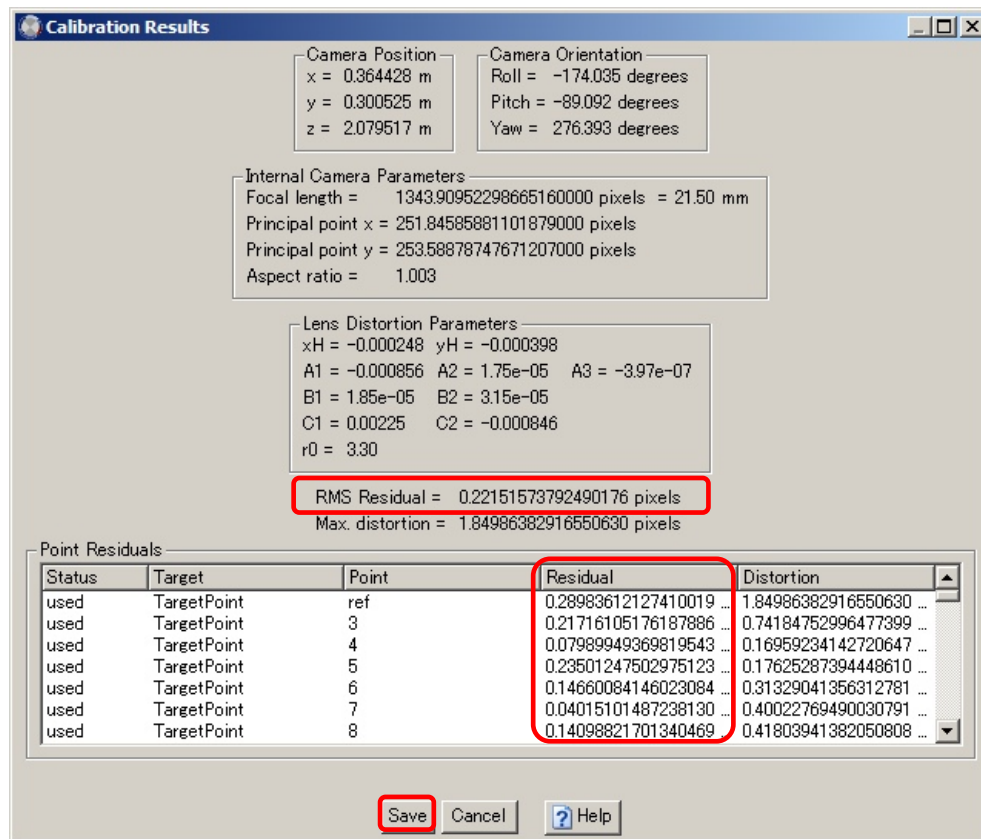 Calibration Results
Camera Position
x = 0.364428 m
y = 0.300525 m
z = 2.079517 m
Camera Orientation
Roll = -174.035 degrees
Pitch = -89.092 degrees
Yaw = 276.393 degrees
Internal Camera Parameters
Focal length = 1343.90952298665160000 pixels = 21.50 mm
Principal point x = 251.84585881101879000 pixels
Principal point y = 253.58878747671207000 pixels
Aspect ratio = 1.003
Lens Distortion Parameters
xH = -0.000248 yH = -0.000398
A1 = -0.000856 A2 = 1.75e-05 A3 = -3.97e-07
B1 = 1.85e-05 B2 = 3.15e-05
C1 = 0.00225 C2 = -0.000846
r0 = 3.30
RMS Residual = 0.22151573792490176 pixels
Max. distortion = 1.84986382916550630 pixels
Point Residuals
Status Target Point Residual Distortion
used TargetPoint ref 0.28983612127410019 ... 1.84986382916550630 ...
used TargetPoint 3 0.21716105176187886 ... 0.74184752996477399 ...
used TargetPoint 4 0.07989949369819543 ... 0.16959234142720647 ...
used TargetPoint 5 0.23501247502975123 ... 0.17625287394448610 ...
used TargetPoint 6 0.14660084146023084 ... 0.31329041356312781 ...
used TargetPoint 7 0.04015101487238130 ... 0.40022769490030791 ...
used TargetPoint 8 0.14098821701340469 ... 0.41803941382050808 ...
Save Cancel ? Help